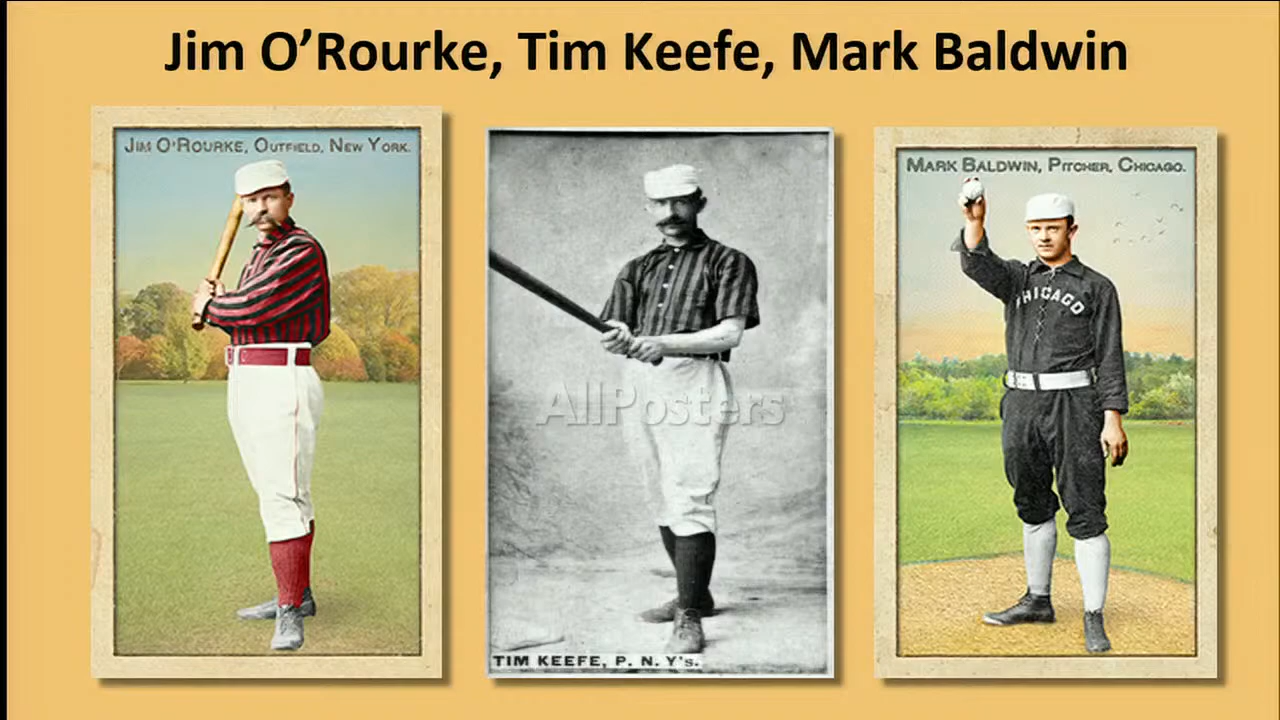 Jim O’Rourke, Tim Keefe, Mark Baldwin
JIM O'ROURKE, OUTFIELD, NEW YORK.
MARK BALDWIN, PITCHER, CHICAGO.
CHICAGO
AllPosters
TIM KEEFE, P. N. Y's.